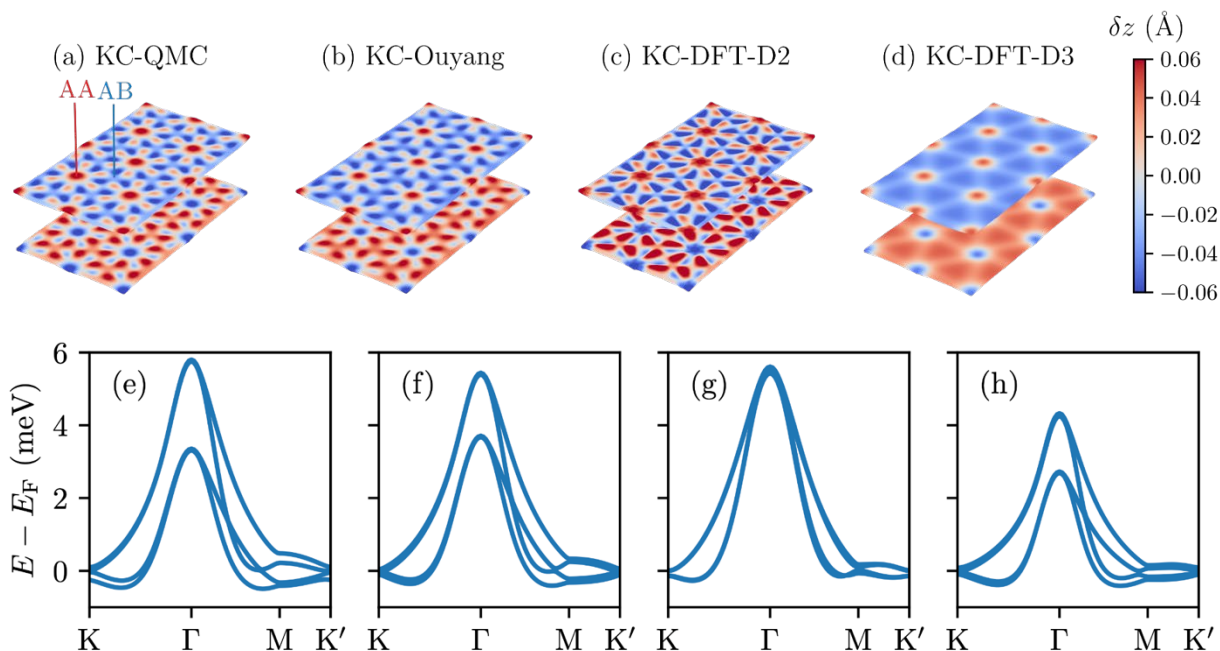 δz (Å)
(a) KC-QMC
(b) KC-Ouyang
(c) KC-DFT-D2
(d) KC-DFT-D3
AA AB
0.06
0.04
0.02
0.00
−0.02
−0.04
−0.06
E − E_F (meV)
6
4
2
0
(e)
(f)
(g)
(h)
K Γ M K′
K Γ M K′
K Γ M K′
K Γ M K′